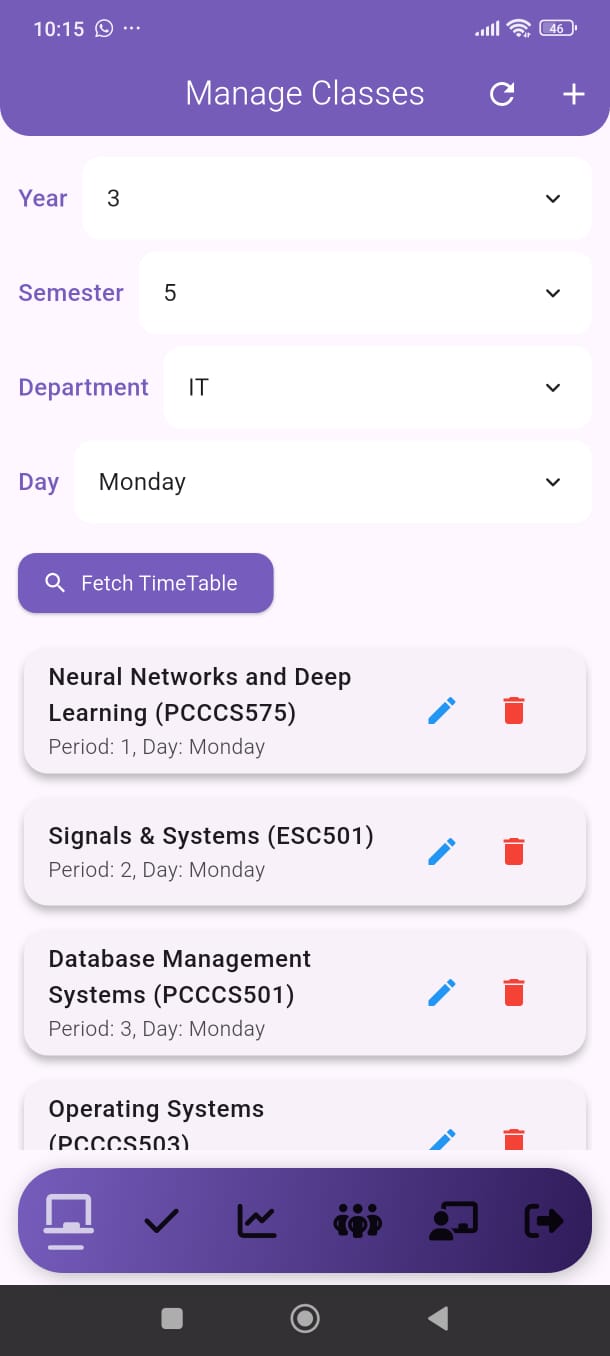 10:15
46
Manage Classes
Year
3
Semester
5
Department
IT
Day
Monday
Fetch TimeTable
Neural Networks and Deep
Learning (PCCCS575)
Period: 1, Day: Monday
Signals & Systems (ESC501)
Period: 2, Day: Monday
Database Management
Systems (PCCCS501)
Period: 3, Day: Monday
Operating Systems
(PCCCS503)